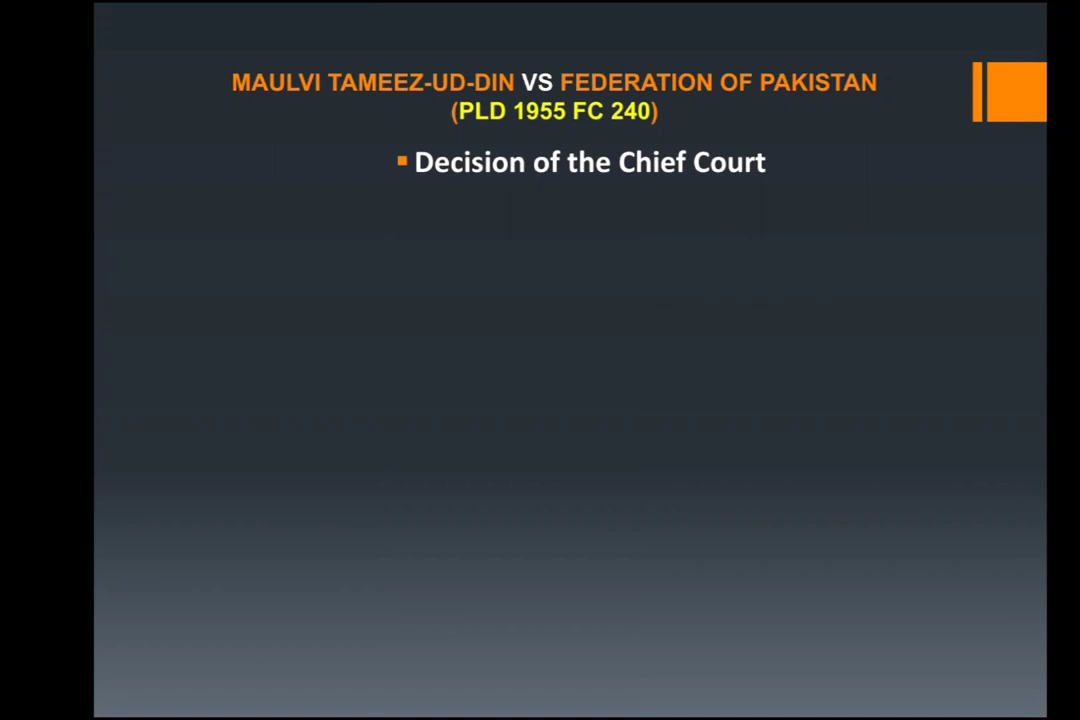 MAULVI TAMEEZ-UD-DIN VS FEDERATION OF PAKISTAN
(PLD 1955 FC 240)
Decision of the Chief Court